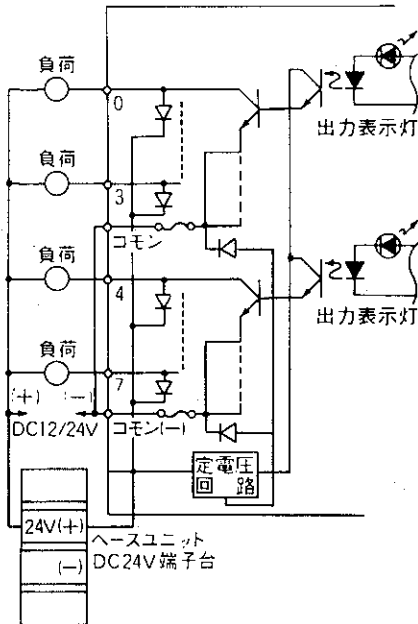 負荷
0
出力表示灯
負荷
3
コモン
負荷
4
出力表示灯
負荷
7
(+) (-)
DC12/24V
コモン(-)
定電圧
回 路
24V(+)
(-)
ヘースユニット
DC24V端子台